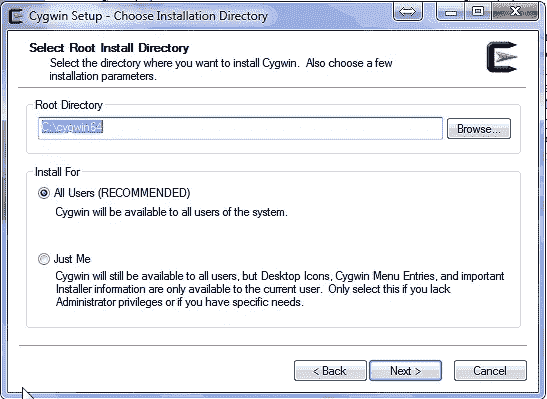 Cygwin Setup - Choose Installation Directory
Select Root Install Directory
Select the directory where you want to install Cygwin. Also choose a few
installation parameters.
Root Directory
C:\cygwin64
Browse...
Install For
All Users (RECOMMENDED)
Cygwin will be available to all users of the system.
Just Me
Cygwin will still be available to all users, but Desktop Icons, Cygwin Menu Entries, and important
Installer information are only available to the current user. Only select this if you lack
Administrator privileges or if you have specific needs.
< Back
Next >
Cancel